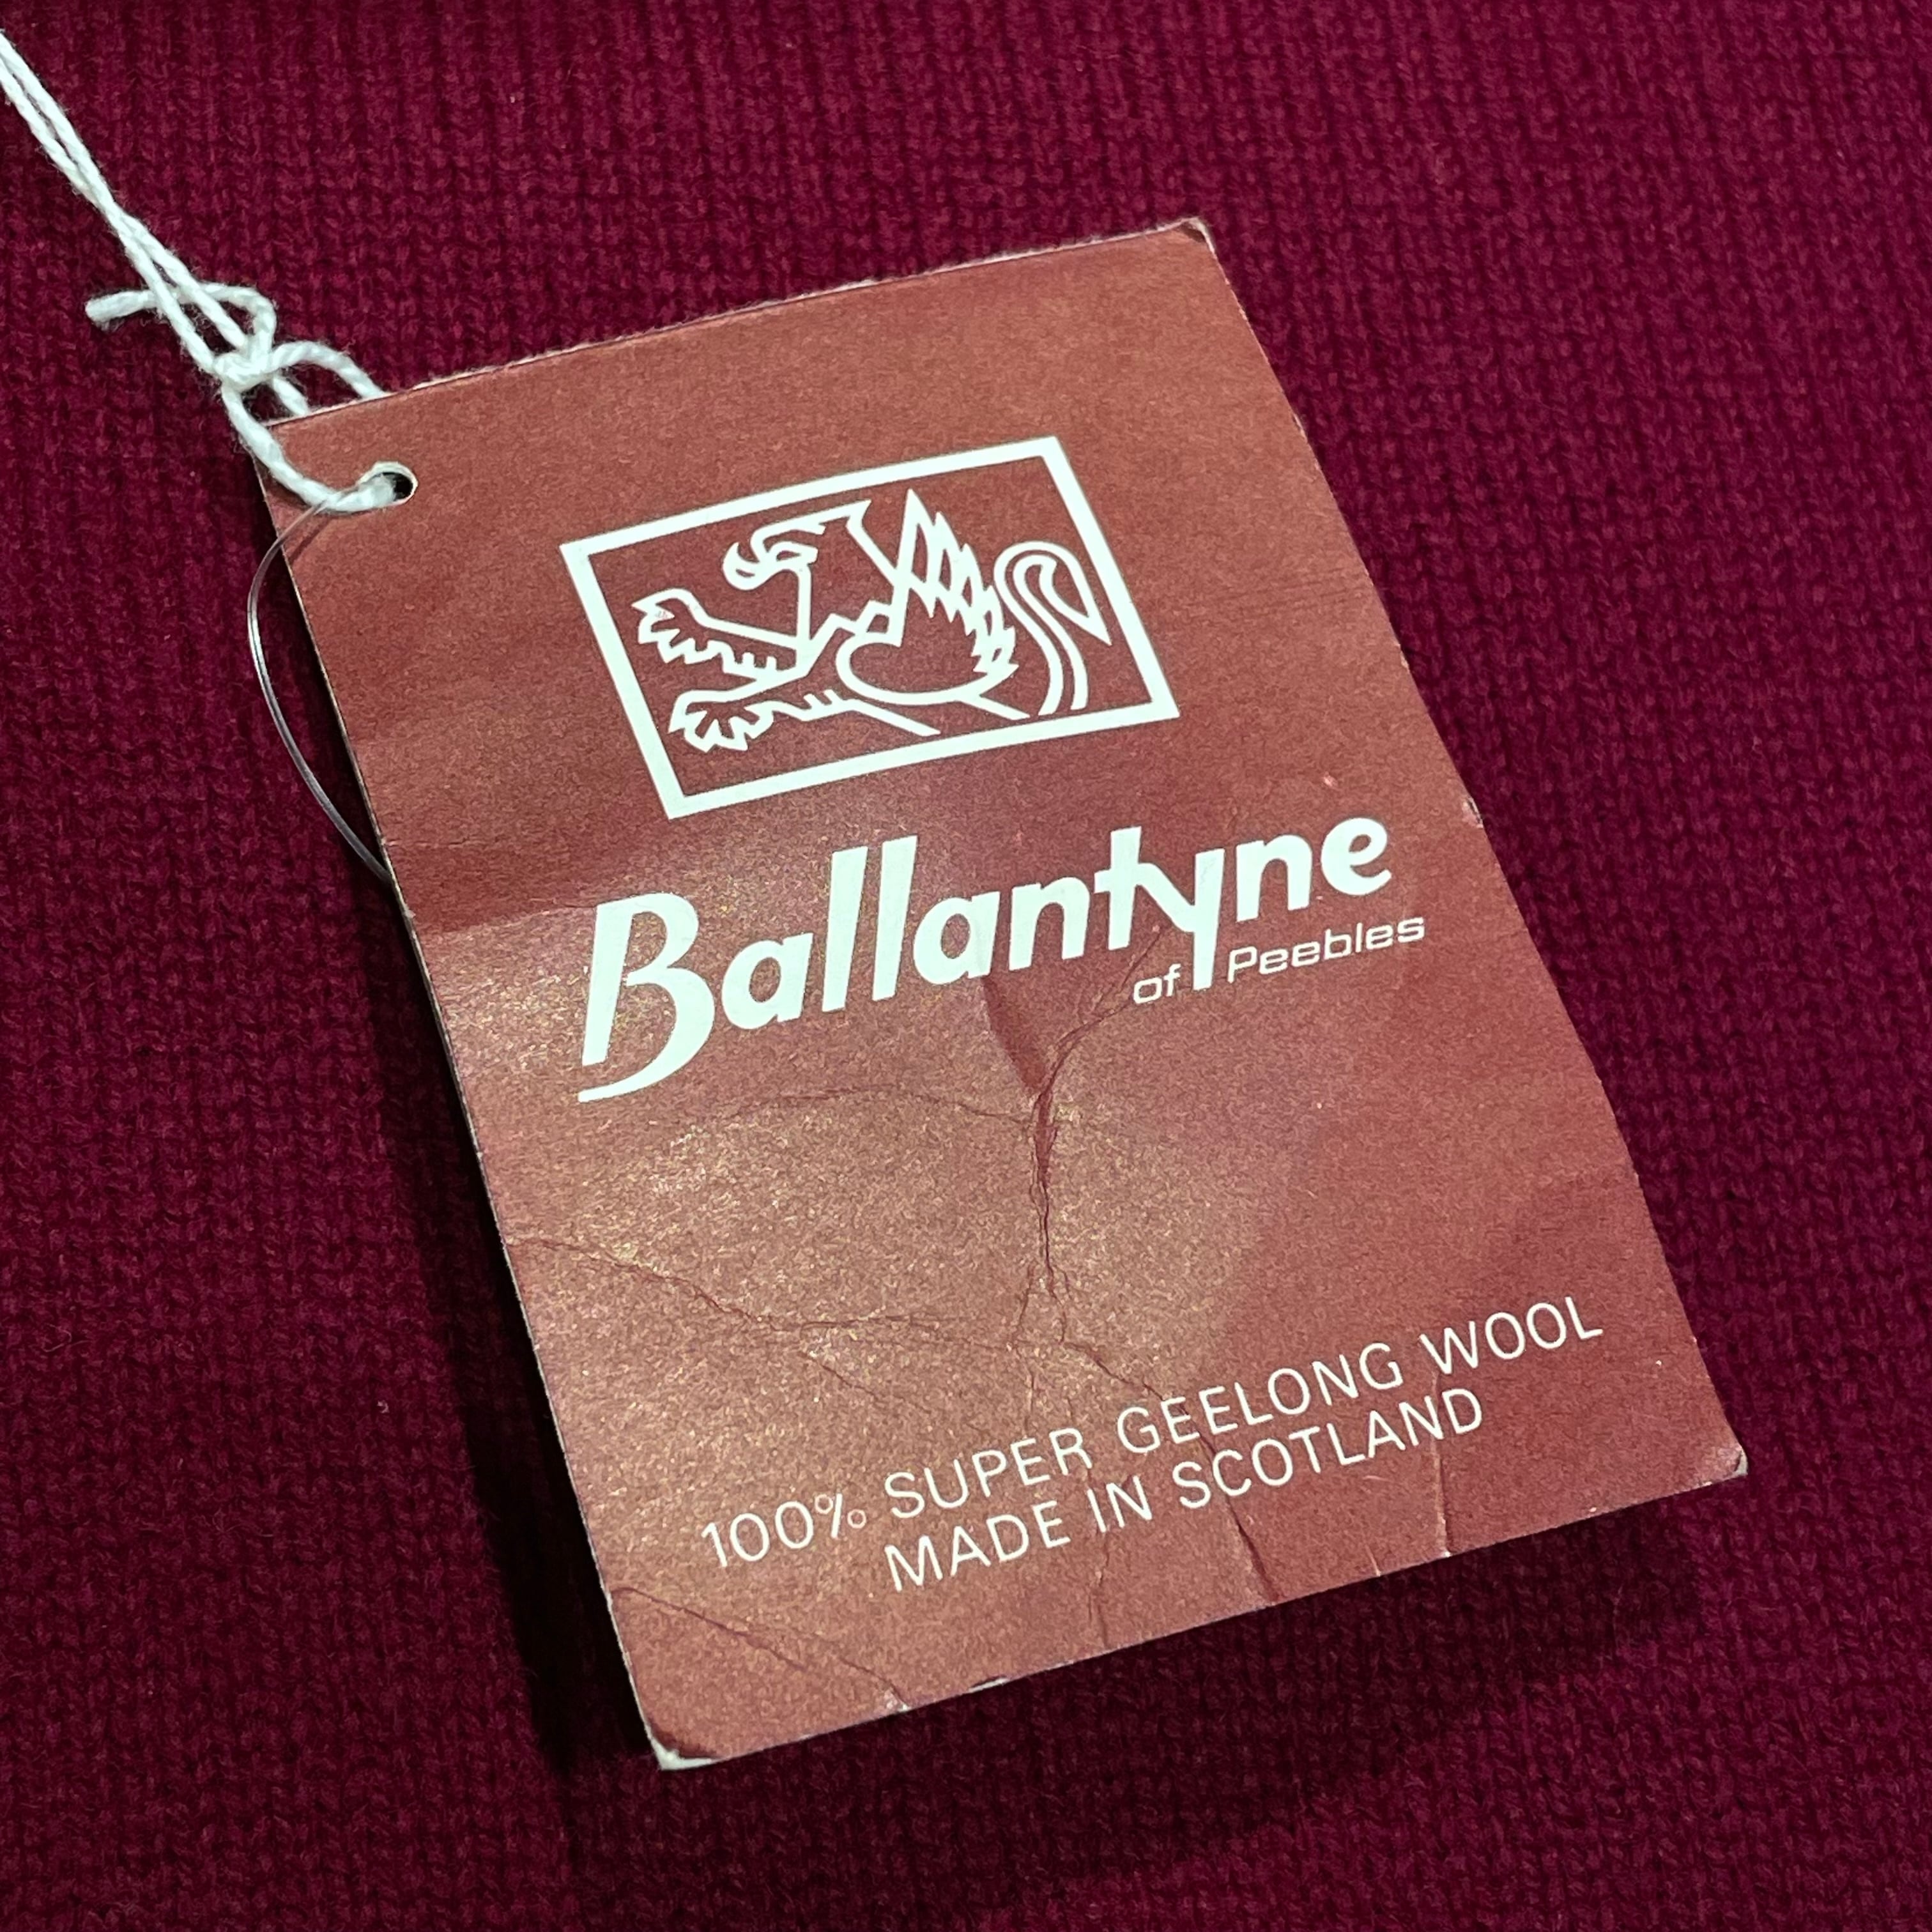 Ballantyne
of Peebles
100% SUPER GEELONG WOOL
MADE IN SCOTLAND